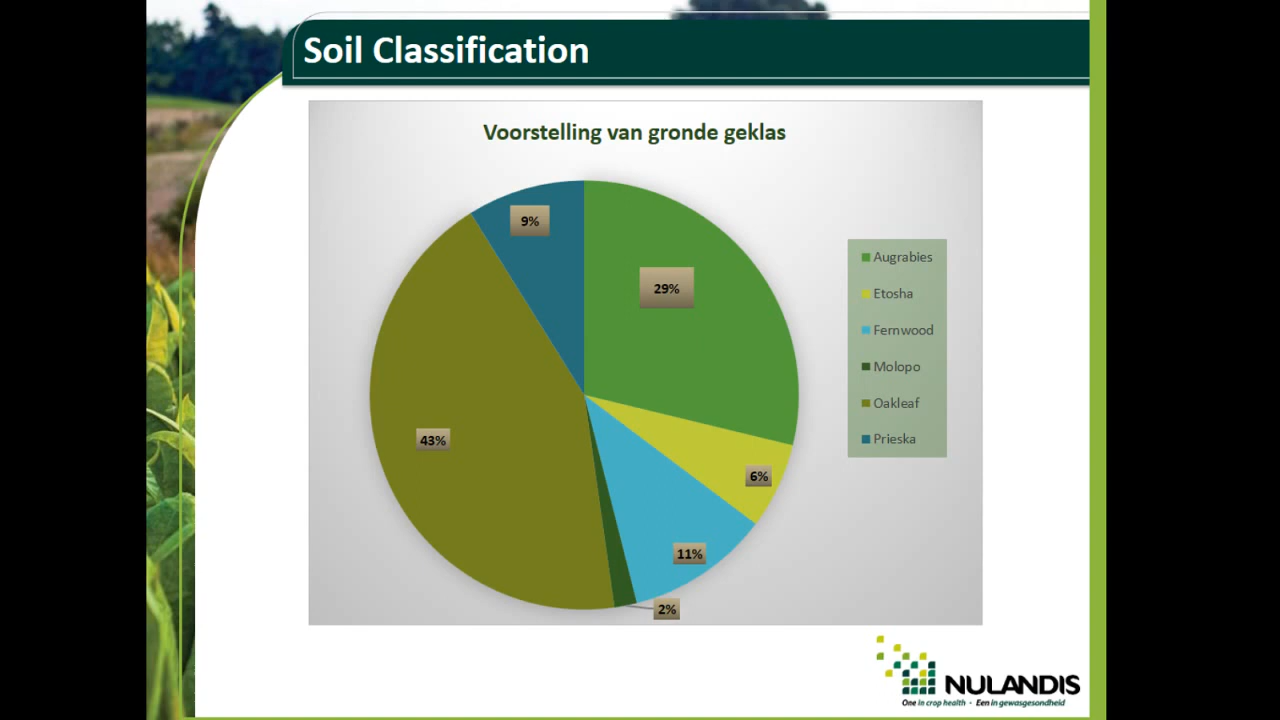 Soil Classification
Voorstelling van gronde geklas
9%
29%
43%
6%
11%
2%
Augrabies
Etosha
Fernwood
Molopo
Oakleaf
Prieska
NULANDIS
One in crop health · Een in gewasgesondheid